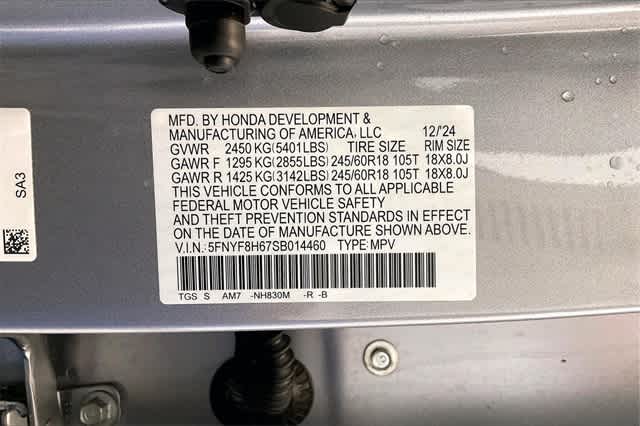 MFD. BY HONDA DEVELOPMENT &
MANUFACTURING OF AMERICA, LLC 12/'24
GVWR 2450 KG (5401LBS) TIRE SIZE RIM SIZE
GAWR F 1295 KG (2855LBS) 245/60R18 105T 18X8.0J
GAWR R 1425 KG (3142LBS) 245/60R18 105T 18X8.0J
THIS VEHICLE CONFORMS TO ALL APPLICABLE
FEDERAL MOTOR VEHICLE SAFETY
AND THEFT PREVENTION STANDARDS IN EFFECT
ON THE DATE OF MANUFACTURE SHOWN ABOVE.
V.I.N.: 5FNYF8H67SB014460 TYPE: MPV
TGS S AM7 -NH830M -R -B
SA3